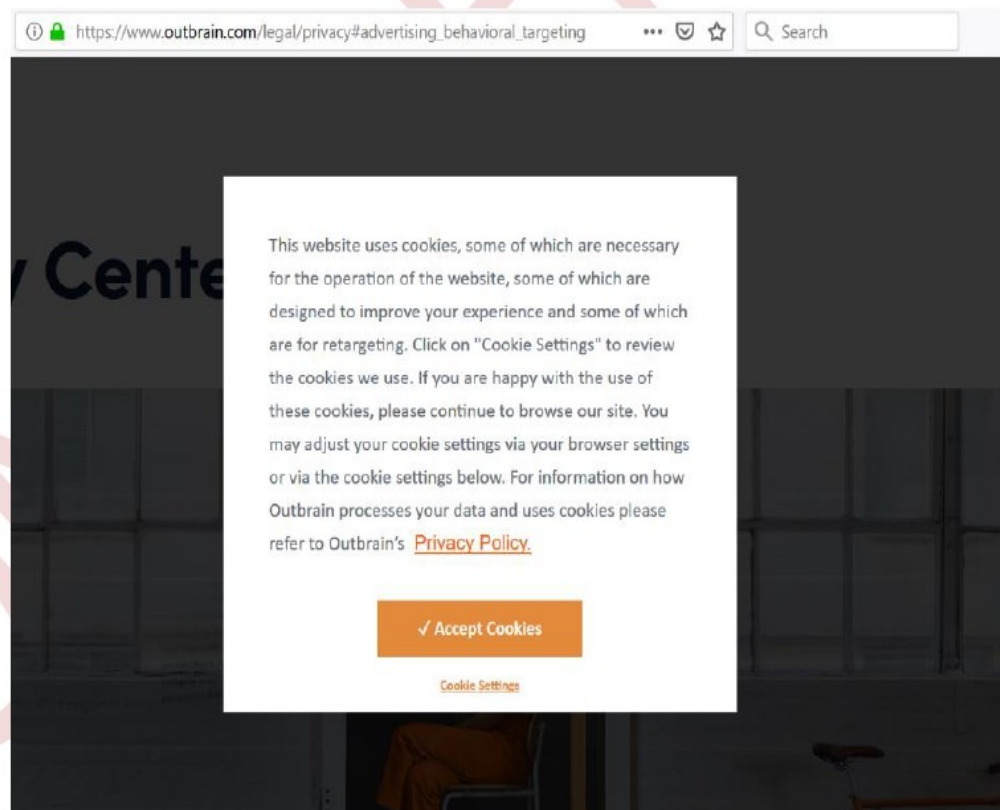 https://www.outbrain.com/legal/privacy#advertising_behavioral_targeting
Search
y Cente
This website uses cookies, some of which are necessary
for the operation of the website, some of which are
designed to improve your experience and some of which
are for retargeting. Click on "Cookie Settings" to review
the cookies we use. If you are happy with the use of
these cookies, please continue to browse our site. You
may adjust your cookie settings via your browser settings
or via the cookie settings below. For information on how
Outbrain processes your data and uses cookies please
refer to Outbrain's Privacy Policy.
✓ Accept Cookies
Cookie Settings